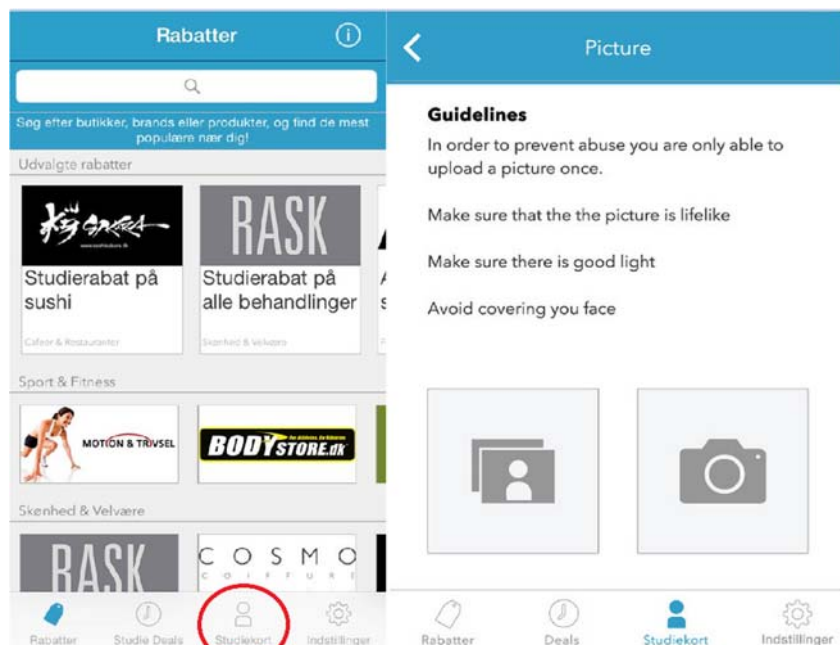 Rabatter
Søg efter butikker, brands eller produkter, og find de mest
populære nær dig!
Udvalgte rabatter
RASK
Studierabat på
sushi
Studierabat på
alle behandlinger
Cafeer & Restauranter
Skønhed & Velvære
Sport & Fitness
MOTION & TRIVSEL
BODYSTORE.dk
Skønhed & Velvære
RASK
COSMO
COIFFURE
Rabatter
Studie Deals
Studiekort
Indstillinger
Picture
Guidelines
In order to prevent abuse you are only able to
upload a picture once.
Make sure that the the picture is lifelike
Make sure there is good light
Avoid covering you face
Rabatter
Deals
Studiekort
Indstillinger